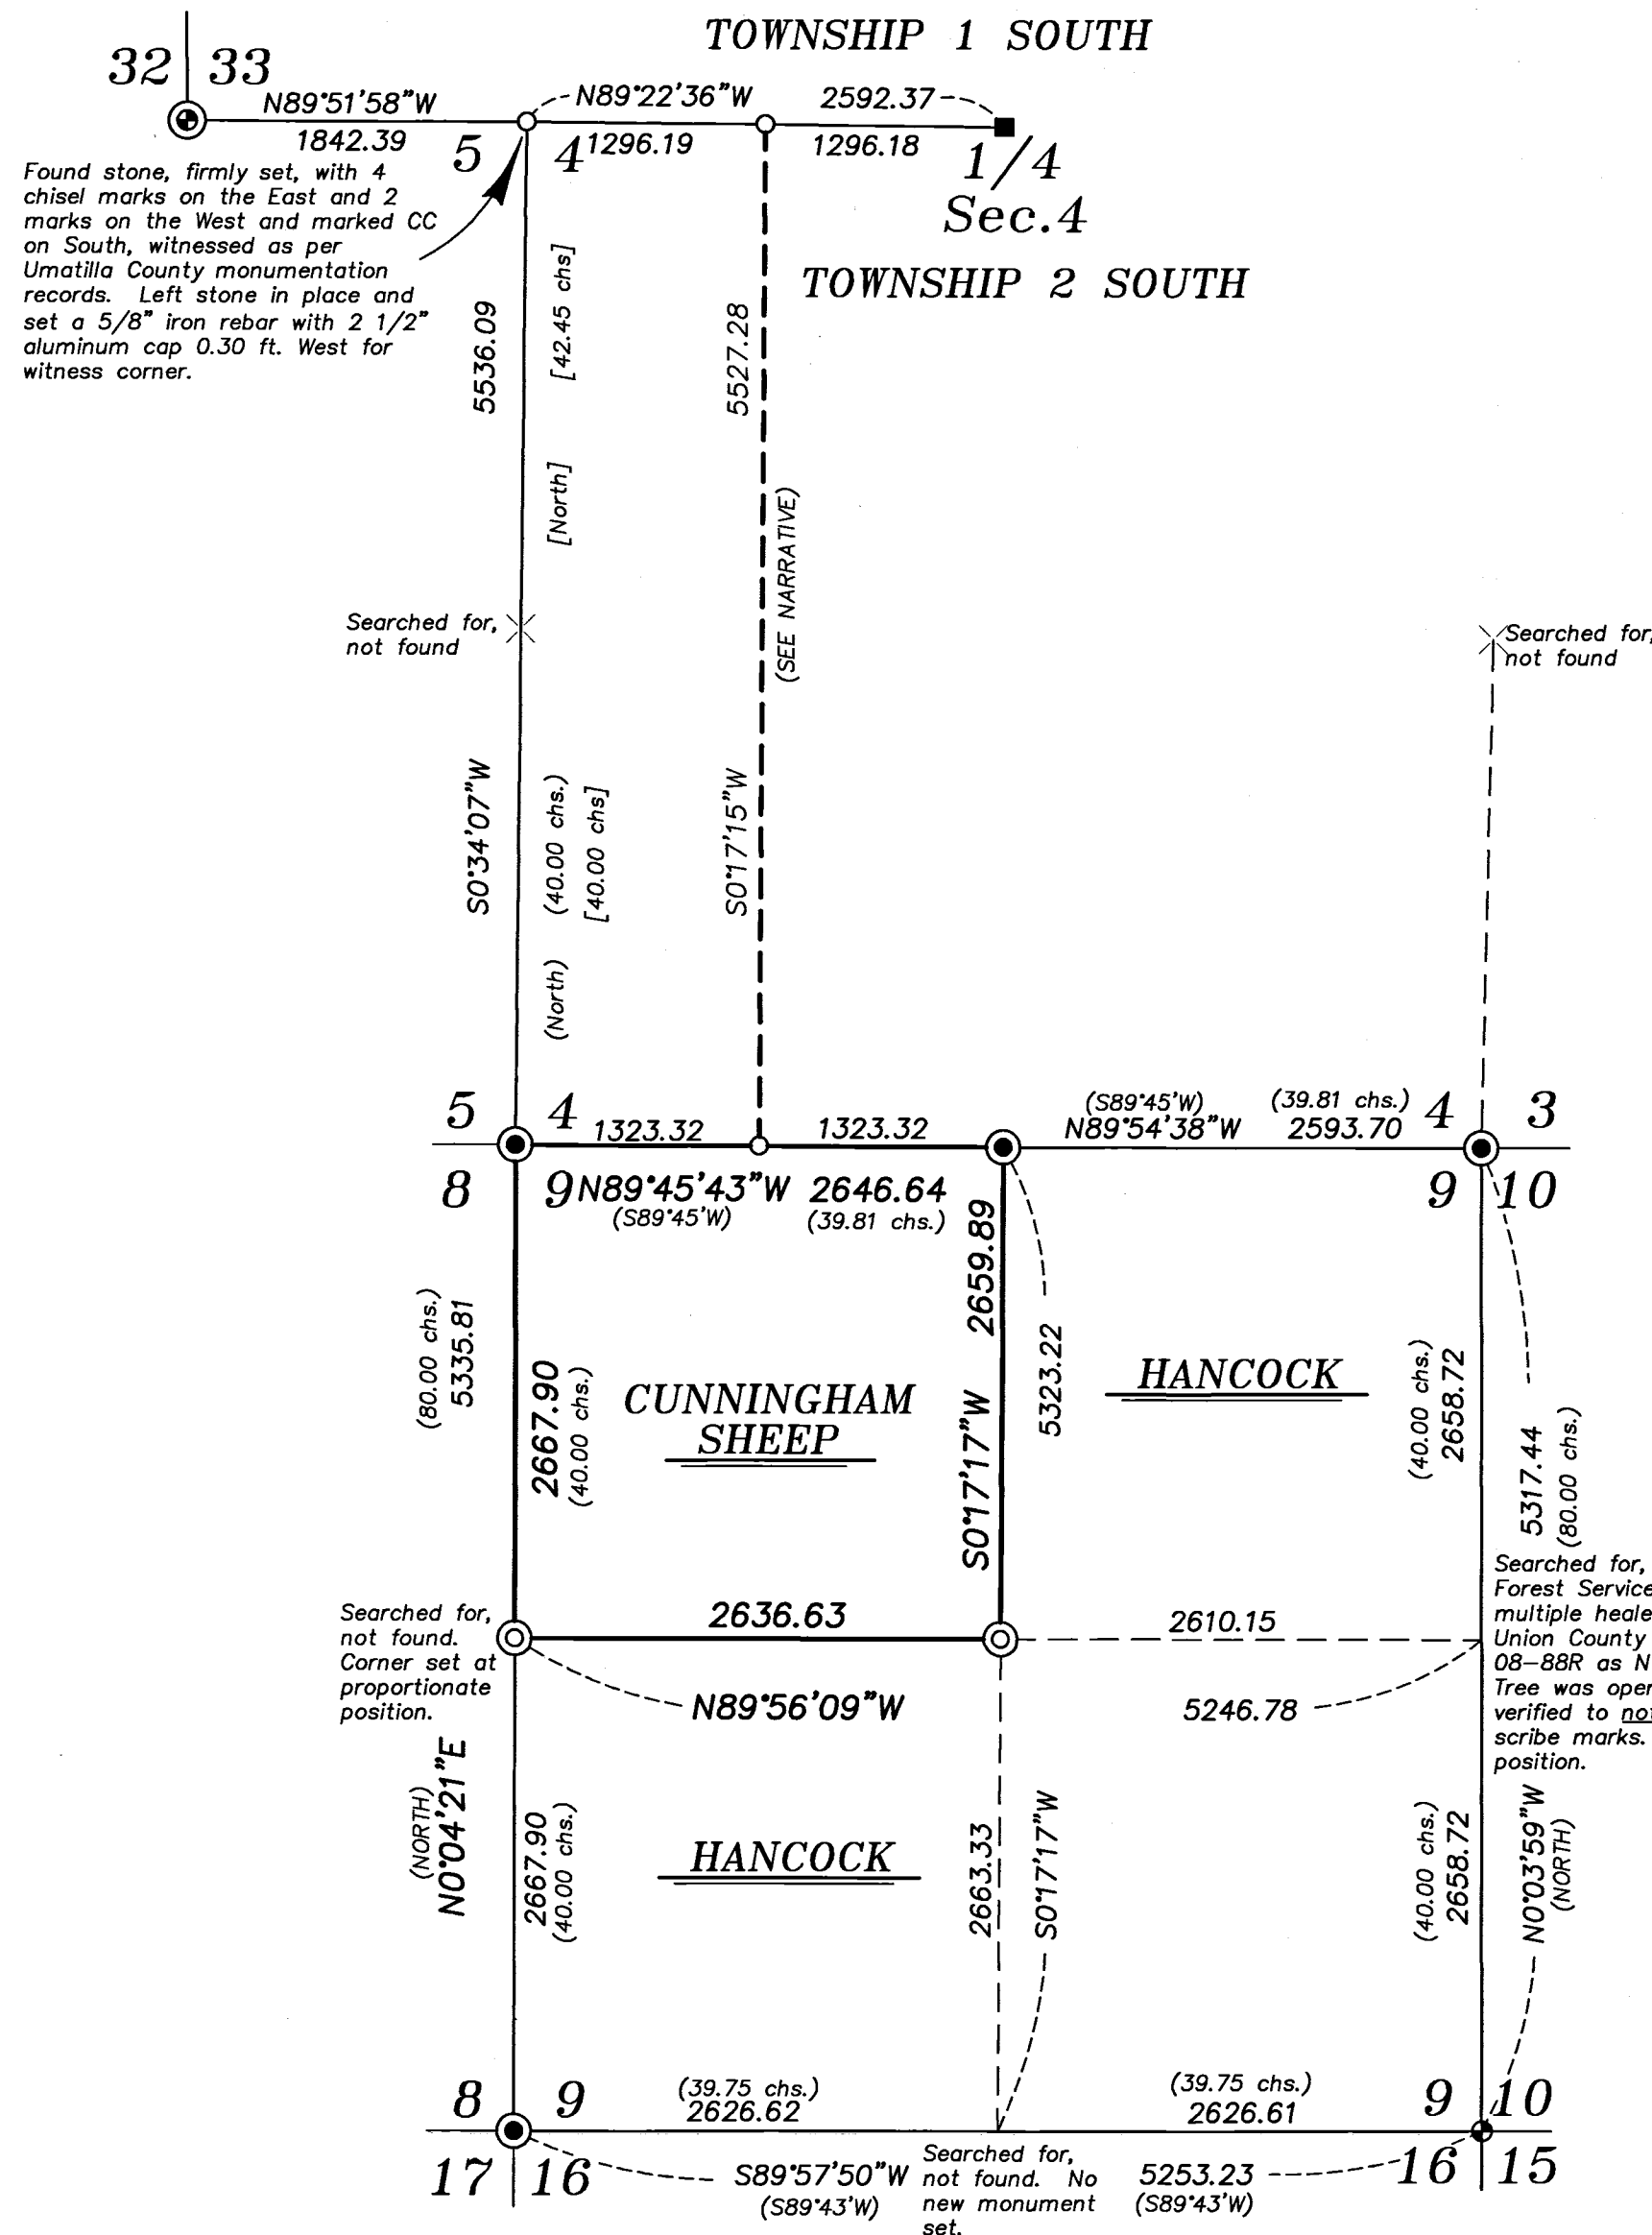 TOWNSHIP 1 SOUTH
32 33
N89°51'58"W
N89°22'36"W
2592.37
1842.39
5 4
1296.19
1296.18
1/4
Sec.4
Found stone, firmly set, with 4
chisel marks on the East and 2
marks on the West and marked CC
on South, witnessed as per
Umatilla County monumentation
records. Left stone in place and
set a 5/8" iron rebar with 2 1/2"
aluminum cap 0.30 ft. West for
witness corner.
TOWNSHIP 2 SOUTH
5536.09
[42.45 chs]
5527.28
[North]
(SEE NARRATIVE)
Searched for,
not found
Searched for,
not found
S0°34'07"W
(40.00 chs.)
[40.00 chs]
S0°17'15"W
(North)
5 4
1323.32
1323.32
(S89°45'W)
(39.81 chs.)
N89°54'38"W
2593.70
4 3
8 9
N89°45'43"W 2646.64
(S89°45'W)
(39.81 chs.)
9 10
2659.89
5323.22
(80.00 chs.)
5335.81
2667.90
(40.00 chs.)
CUNNINGHAM
SHEEP
S0°17'17"W
HANCOCK
(40.00 chs.)
2658.72
5317.44
(80.00 chs.)
Searched for,
not found.
Corner set at
proportionate
position.
2636.63
2610.15
N89°56'09"W
5246.78
Searched for,
Forest Service
multiple heale
Union County
08-88R as N
Tree was oper
verified to not
scribe marks.
position.
(NORTH)
N0°04'21"E
2667.90
(40.00 chs.)
HANCOCK
2663.33
S0°17'17"W
(40.00 chs.)
2658.72
N0°03'59"W
(NORTH)
8 9
(39.75 chs.)
2626.62
(39.75 chs.)
2626.61
9 10
17 16
S89°57'50"W
(S89°43'W)
Searched for,
not found. No
new monument
set.
5253.23
(S89°43'W)
16 15